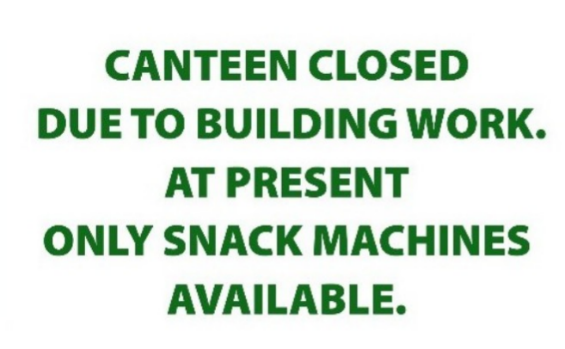 CANTEEN CLOSED
DUE TO BUILDING WORK.
AT PRESENT
ONLY SNACK MACHINES
AVAILABLE.